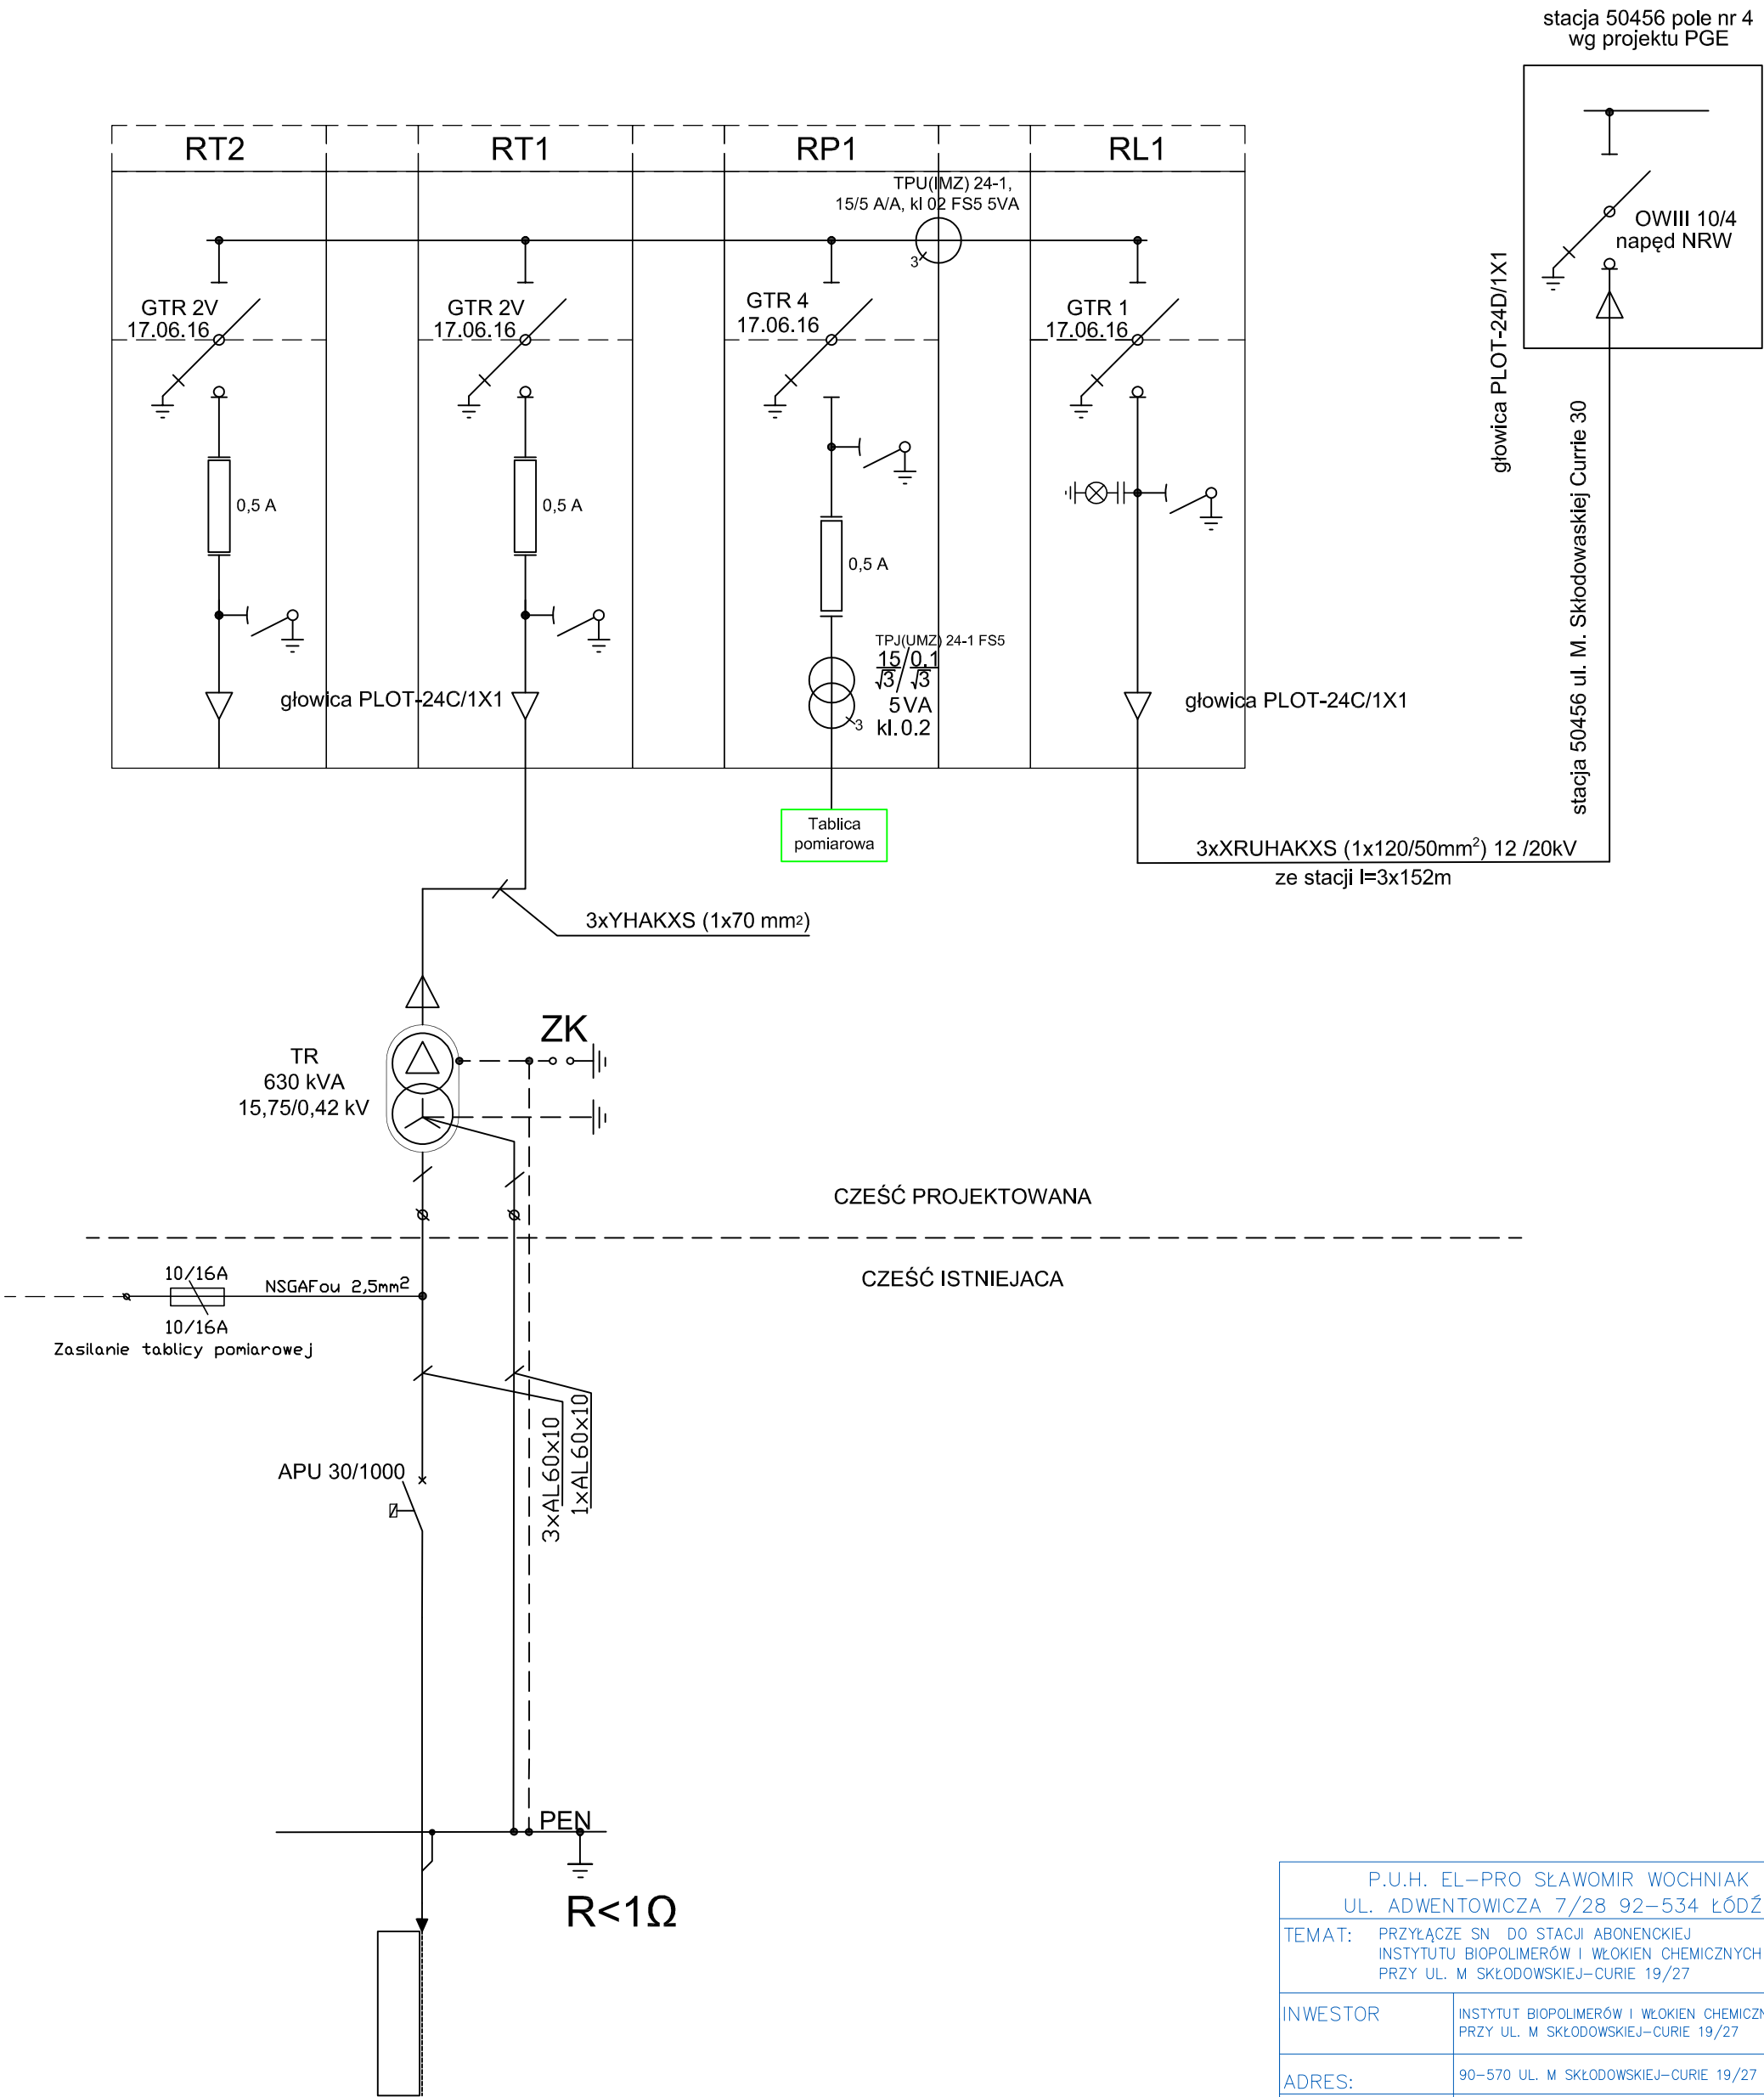 stacja 50456 pole nr 4
wg projektu PGE
RT2
RT1
RP1
RL1
TPU(IMZ) 24-1,
15/5 A/A, kl 02 FS5 5VA
3
OWIII 10/4
napęd NRW
GTR 2V
17.06.16
GTR 2V
17.06.16
GTR 4
17.06.16
GTR 1
17.06.16
głowica PLOT-24D/1X1
stacja 50456 ul. M. Skłodowaskiej Currie 30
0,5 A
0,5 A
0,5 A
TPJ(UMZ) 24-1 FS5
15/0.1
√3/√3
5VA
kl.0.2
3
głowica PLOT-24C/1X1
głowica PLOT-24C/1X1
Tablica
pomiarowa
3xXRUHAKXS (1x120/50mm²) 12 /20kV
ze stacji l=3x152m
3xYHAKXS (1x70 mm²)
ZK
TR
630 kVA
15,75/0,42 kV
CZEŚĆ PROJEKTOWANA
CZEŚĆ ISTNIEJACA
10/16A
NSGAFou 2,5mm²
10/16A
Zasilanie tablicy pomiarowej
3xAL60x10
1xAL60x10
APU 30/1000
PEN
R<1Ω
P.U.H. EL-PRO SŁAWOMIR WOCHNIAK
UL. ADWENTOWICZA 7/28 92-534 ŁÓDŹ
TEMAT: PRZYŁĄCZE SN DO STACJI ABONENCKIEJ
INSTYTUTU BIOPOLIMERÓW I WŁOKIEN CHEMICZNYCH
PRZY UL. M SKŁODOWSKIEJ-CURIE 19/27
INWESTOR
INSTYTUT BIOPOLIMERÓW I WŁOKIEN CHEMICZN
PRZY UL. M SKŁODOWSKIEJ-CURIE 19/27
ADRES:
90-570 UL. M SKŁODOWSKIEJ-CURIE 19/27